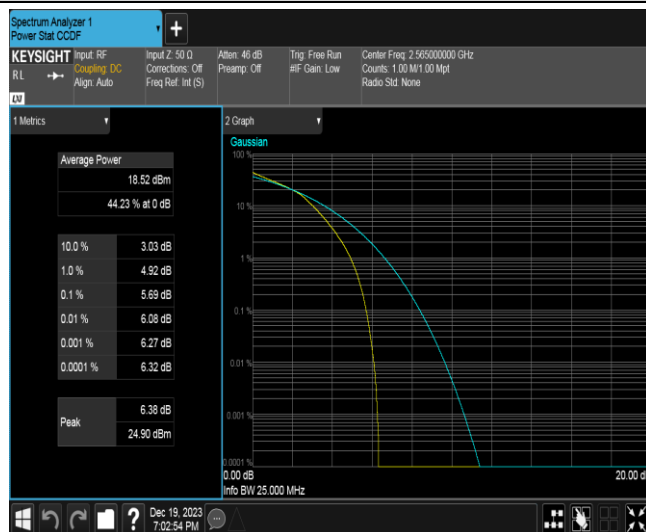 Spectrum Analyzer 1
Power Stat CCDF
+
KEYSIGHT
RL
Input: RF
Coupling: DC
Align: Auto
Input Z: 50 Ω
Corrections: Off
Freq Ref: Int (S)
Atten: 46 dB
Preamp: Off
Trig: Free Run
#IF Gain: Low
Center Freq: 2.565000000 GHz
Counts: 1.00 M/1.00 Mpt
Radio Std: None
LXI
1 Metrics
Average Power
18.52 dBm
44.23 % at 0 dB
10.0 % 3.03 dB
1.0 % 4.92 dB
0.1 % 5.69 dB
0.01 % 6.08 dB
0.001 % 6.27 dB
0.0001 % 6.32 dB
Peak
6.38 dB
24.90 dBm
2 Graph
Gaussian
100 %
10 %
1 %
0.1 %
0.01 %
0.001 %
0.0001 %
0.00 dB
20.00 d
Info BW 25.000 MHz
?
Dec 19, 2023
7:02:54 PM